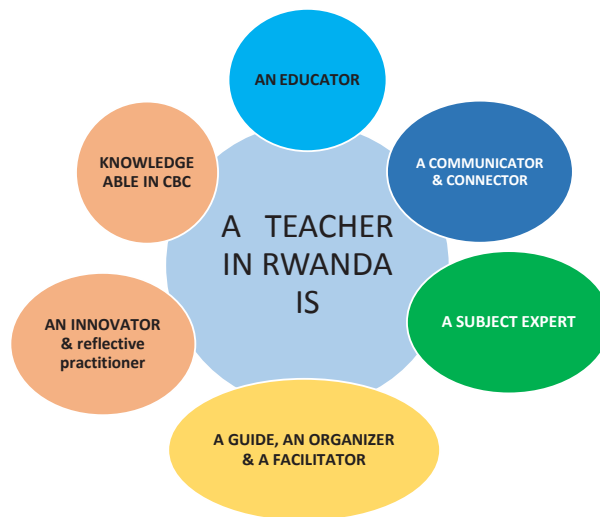 AN EDUCATOR
KNOWLEDGE
ABLE IN CBC
A COMMUNICATOR
& CONNECTOR
A TEACHER
IN RWANDA
IS
AN INNOVATOR
& reflective
practitioner
A SUBJECT EXPERT
A GUIDE, AN ORGANIZER
& A FACILITATOR